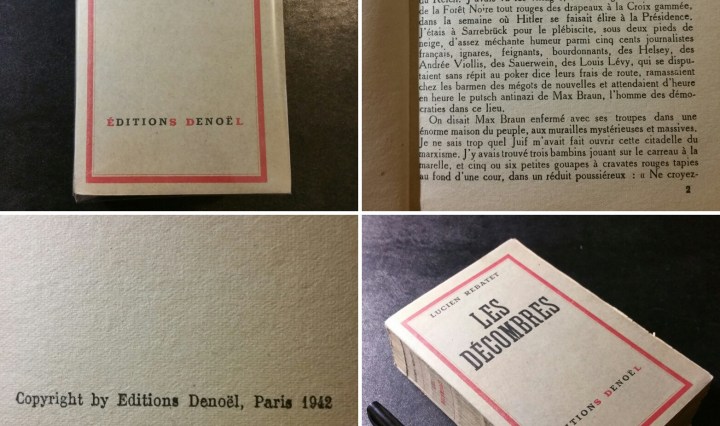 ÉDITIONS DENOËL
de la Forêt Noire tout rouges des drapeaux à la Croix gammée,
dans la semaine où Hitler se faisait élire à la Présidence.
J'étais à Sarrebrück pour le plébiscite, sous deux pieds de
neige, d'assez méchante humeur parmi cinq cents journalistes
français, ignares, feignants, bourdonnants, des Helsey, des
Andrée Viollis, des Sauerwein, des Louis Lévy, qui se dispu-
taient sans répit au poker dice leurs frais de route, ramassaient
chez les barmen des mégots de nouvelles et attendaient d'heure
en heure le putsch antinazi de Max Braun, l'homme des démo-
craties dans ce lieu.
On disait Max Braun enfermé avec ses troupes dans une
énorme maison du peuple, aux murailles mystérieuses et massives.
Je ne sais trop quel Juif m'avait fait ouvrir cette citadelle du
marxisme. J'y avais trouvé trois bambins jouant sur le carreau à la
marelle, et cinq ou six petites gouapes à cravates rouges tapies
au fond d'une cour, dans un réduit poussiéreux : « Ne croyez-
2
Copyright by Editions Denoël, Paris 1942
LUCIEN REBATET
LES
DÉCOMBRES
ÉDITIONS DENOËL